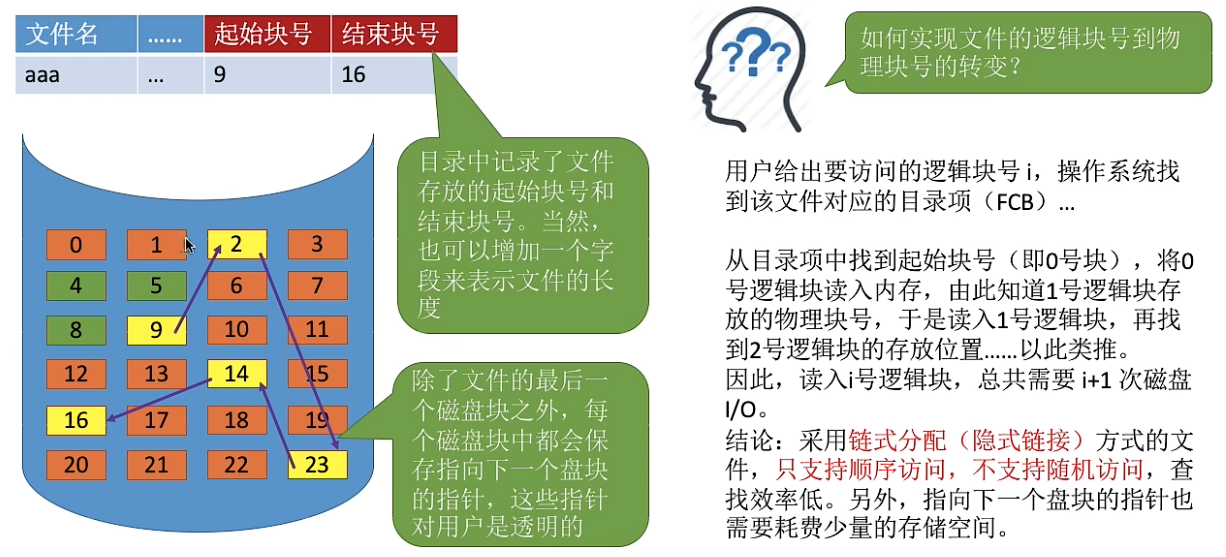 文件名 …… 起始块号 结束块号
aaa … 9 16
目录中记录了文件
存放的起始块号和
结束块号。当然，
也可以增加一个字
段来表示文件的长
度
0 1 2 3
4 5 6 7
8 9 10 11
12 13 14 15
16 17 18 19
20 21 22 23
除了文件的最后一
个磁盘块之外，每
个磁盘块中都会保
存指向下一个盘块
的指针，这些指针
对用户是透明的
???
如何实现文件的逻辑块号到物
理块号的转变？
用户给出要访问的逻辑块号 i，操作系统找
到该文件对应的目录项（FCB）…
从目录项中找到起始块号（即0号块），将0
号逻辑块读入内存，由此知道1号逻辑块存
放的物理块号，于是读入1号逻辑块，再找
到2号逻辑块的存放位置……以此类推。
因此，读入i号逻辑块，总共需要 i+1 次磁盘
I/O。
结论：采用链式分配（隐式链接）方式的文
件，只支持顺序访问，不支持随机访问，查
找效率低。另外，指向下一个盘块的指针也
需要耗费少量的存储空间。